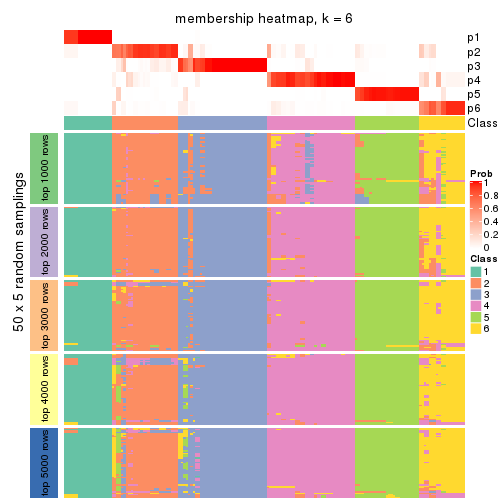 membership heatmap, k = 6
p1
p2
p3
p4
p5
p6
Class
50 x 5 random samplings
top 1000 rows
top 2000 rows
top 3000 rows
top 4000 rows
top 5000 rows
Prob
1
0.8
0.6
0.4
0.2
0
Class
1
2
3
4
5
6